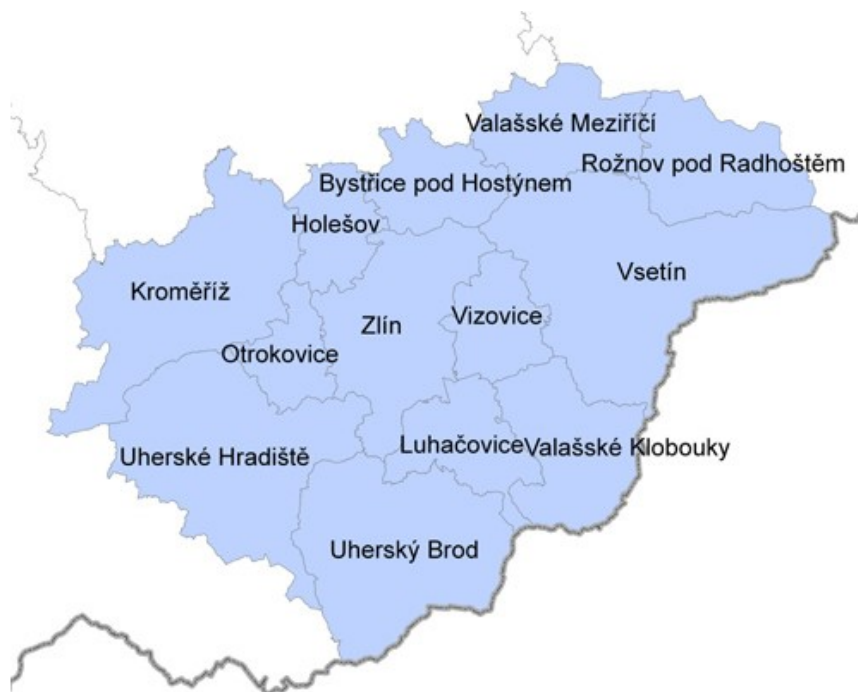 Valašské Meziříčí
Rožnov pod Radhoštěm
Bystřice pod Hostýnem
Holešov
Vsetín
Kroměříž
Vizovice
Zlín
Otrokovice
Luhačovice
Valašské Klobouky
Uherské Hradiště
Uherský Brod